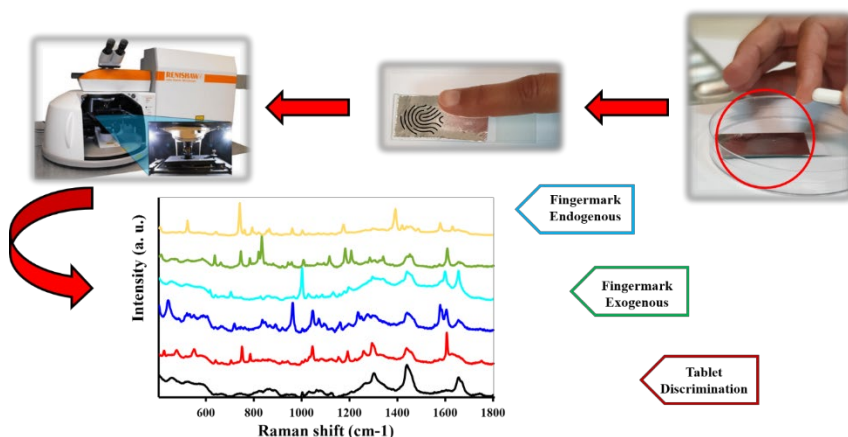 RENISHAW
Fingermark
Endogenous
Fingermark
Exogenous
Tablet
Discrimination
Intensity (a. u.)
600 800 1000 1200 1400 1600 1800
Raman shift (cm-1)